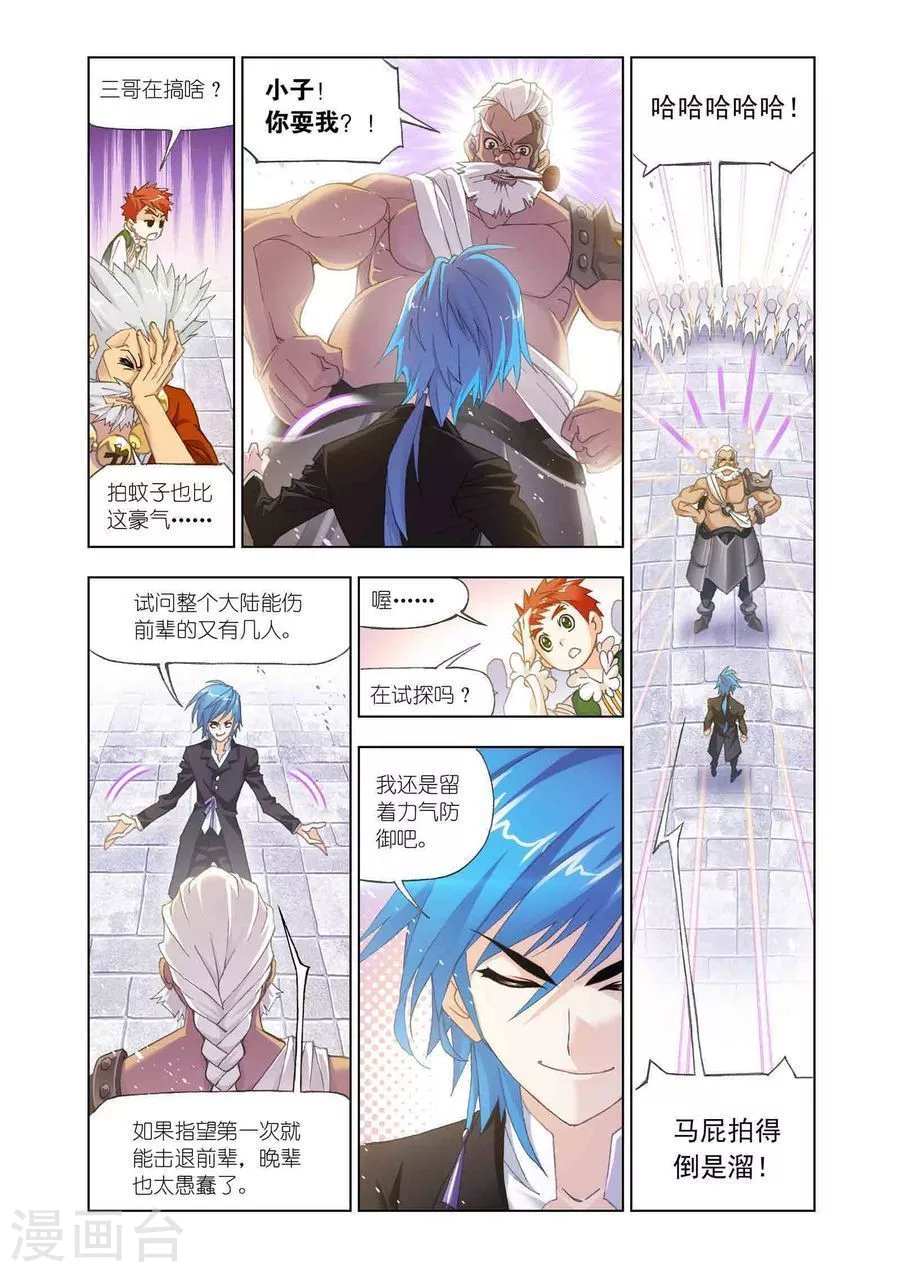 三哥在搞啥？
拍蚊子也比
这豪气……
小子！
你耍我？！
试问整个大陆能伤
前辈的又有几人。
如果指望第一次就
能击退前辈，晚辈
也太愚蠢了。
喔……
在试探吗？
我还是留
着力气防
御吧。
哈哈哈哈哈！
马屁拍得
倒是溜！
漫画台